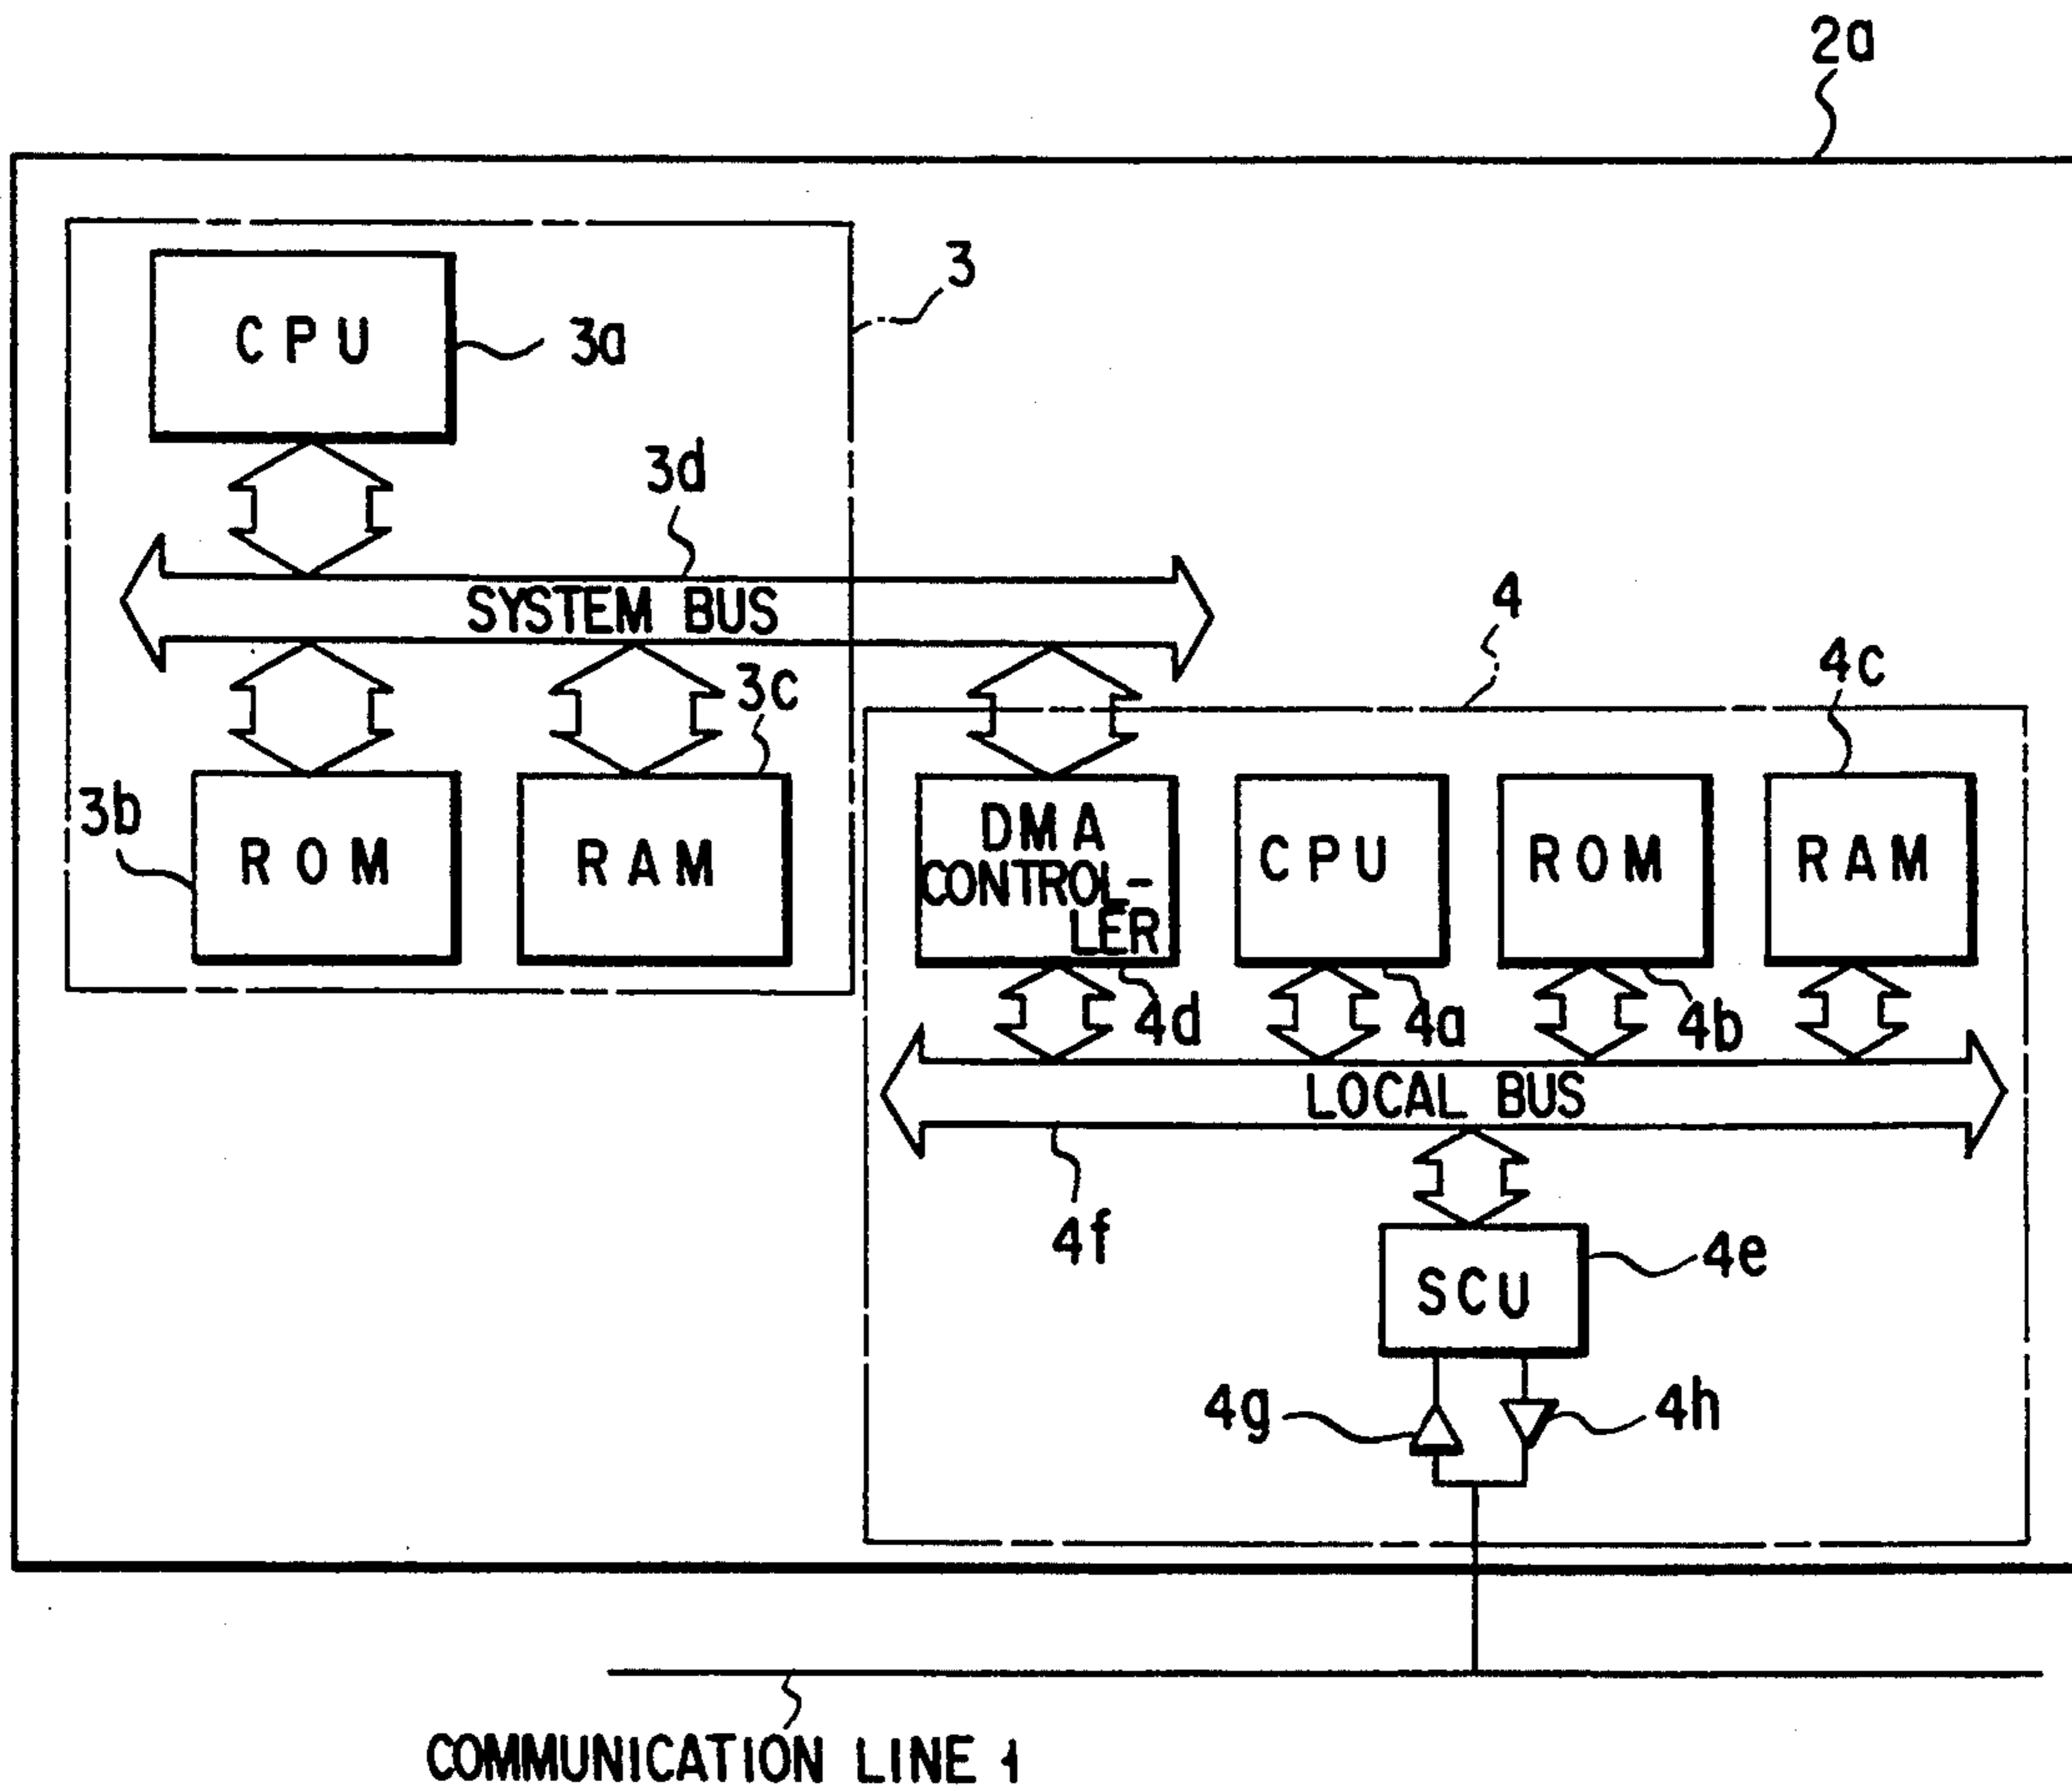 2a
3
CPU
3a
3d
SYSTEM BUS
4
3c
4c
3b
ROM
RAM
DMA
CONTROL-
LER
CPU
ROM
RAM
4d
4a
4b
LOCAL BUS
4f
4e
SCU
4g
4h
COMMUNICATION LINE 1